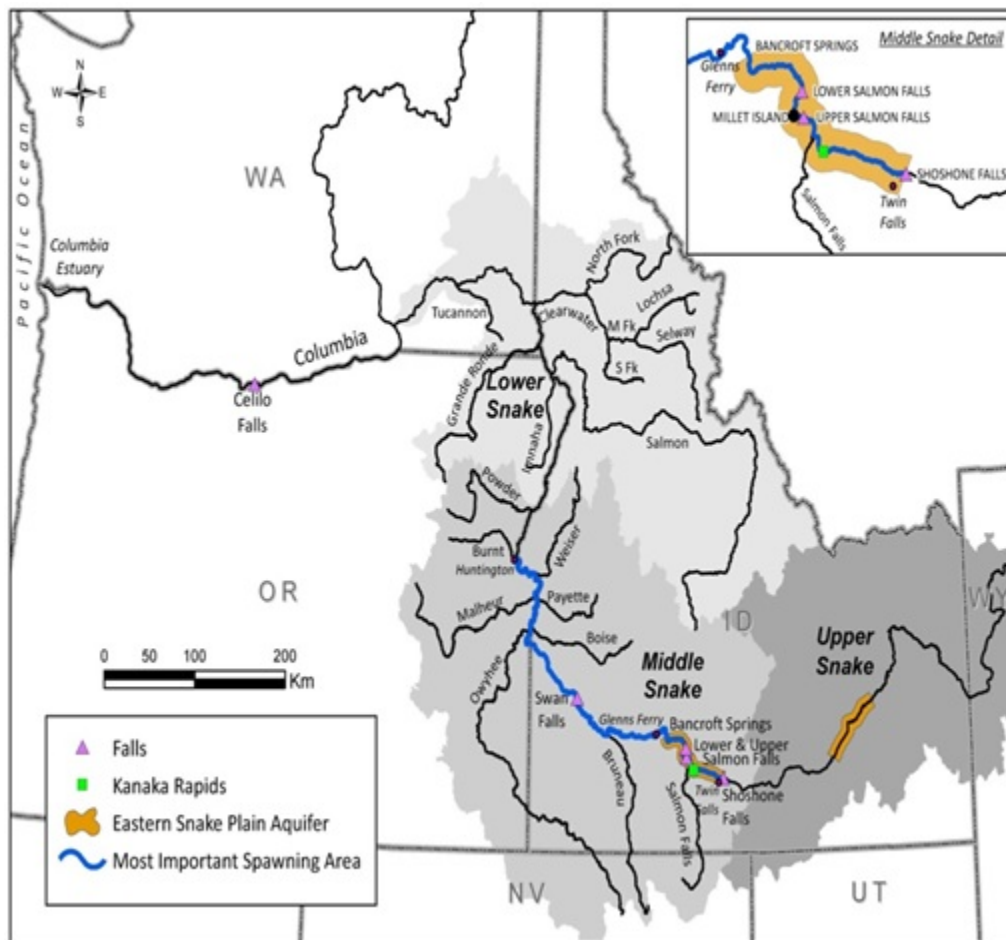 Middle Snake Detail
BANCROFT SPRINGS
Glenns
Ferry
LOWER SALMON FALLS
MILLET ISLAND
UPPER SALMON FALLS
SHOSHONE FALLS
Twin
Falls
Salmon Falls
N
W
E
S
Pacific Ocean
WA
Columbia
Estuary
North Fork
Lochsa
Tucannon
Clearwater
M Fk
Selway
Columbia
S Fk
Grande Ronde
Lower
Snake
Celilo
Falls
Imnaha
Salmon
Powder
Burnt
Huntington
Weiser
OR
Malheur
Payette
ID
WY
Boise
Upper
Snake
Middle
Snake
0
50
100
200
Km
Owyhee
Swan
Falls
Glenns Ferry
Bancroft Springs
Lower & Upper
Salmon Falls
Bruneau
Twin
Falls
Shoshone
Falls
Salmon Falls
Falls
Kanaka Rapids
Eastern Snake Plain Aquifer
Most Important Spawning Area
NV
UT